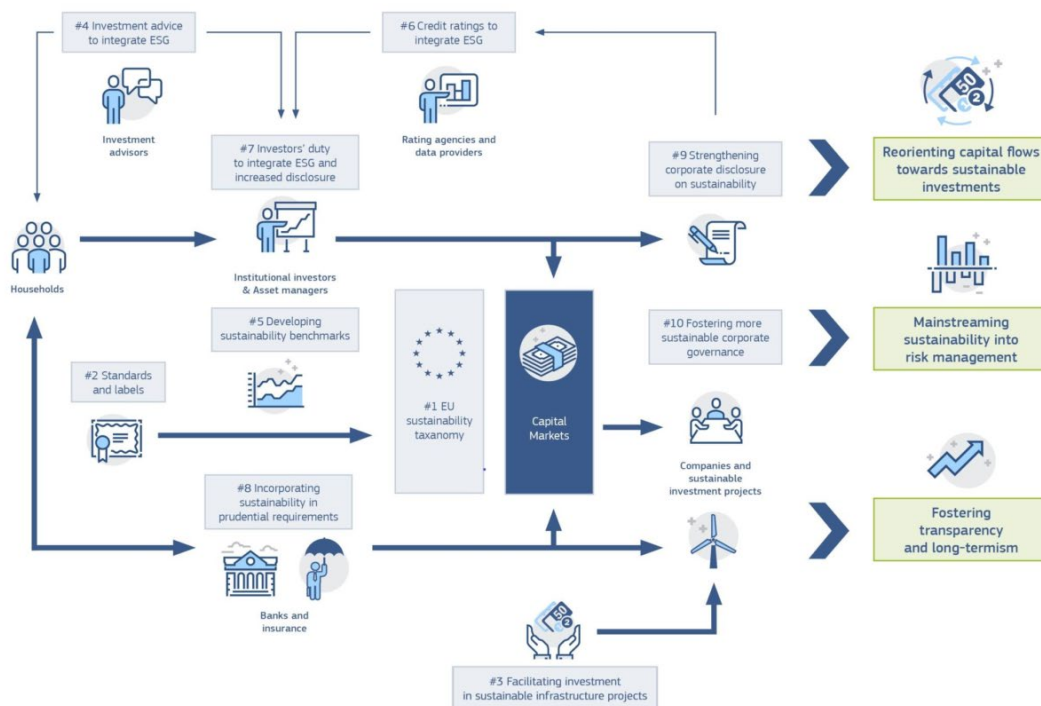 #4 Investment advice
to integrate ESG
#6 Credit ratings to
integrate ESG
Investment
advisors
Rating agencies and
data providers
#7 Investors' duty
to integrate ESG and
increased disclosure
#9 Strengthening
corporate disclosure
on sustainability
50
2
Reorienting capital flows
towards sustainable
investments
Households
Institutional investors
& Asset managers
#5 Developing
sustainability benchmarks
#2 Standards
and labels
#1 EU
sustainability
taxanomy
Capital
Markets
#10 Fostering more
sustainable corporate
governance
Mainstreaming
sustainability into
risk management
Companies and
sustainable
investment projects
#8 Incorporating
sustainability in
prudential requirements
Banks and
insurance
Fostering
transparency
and long-termism
50
2
#3 Facilitating investment
in sustainable infrastructure projects